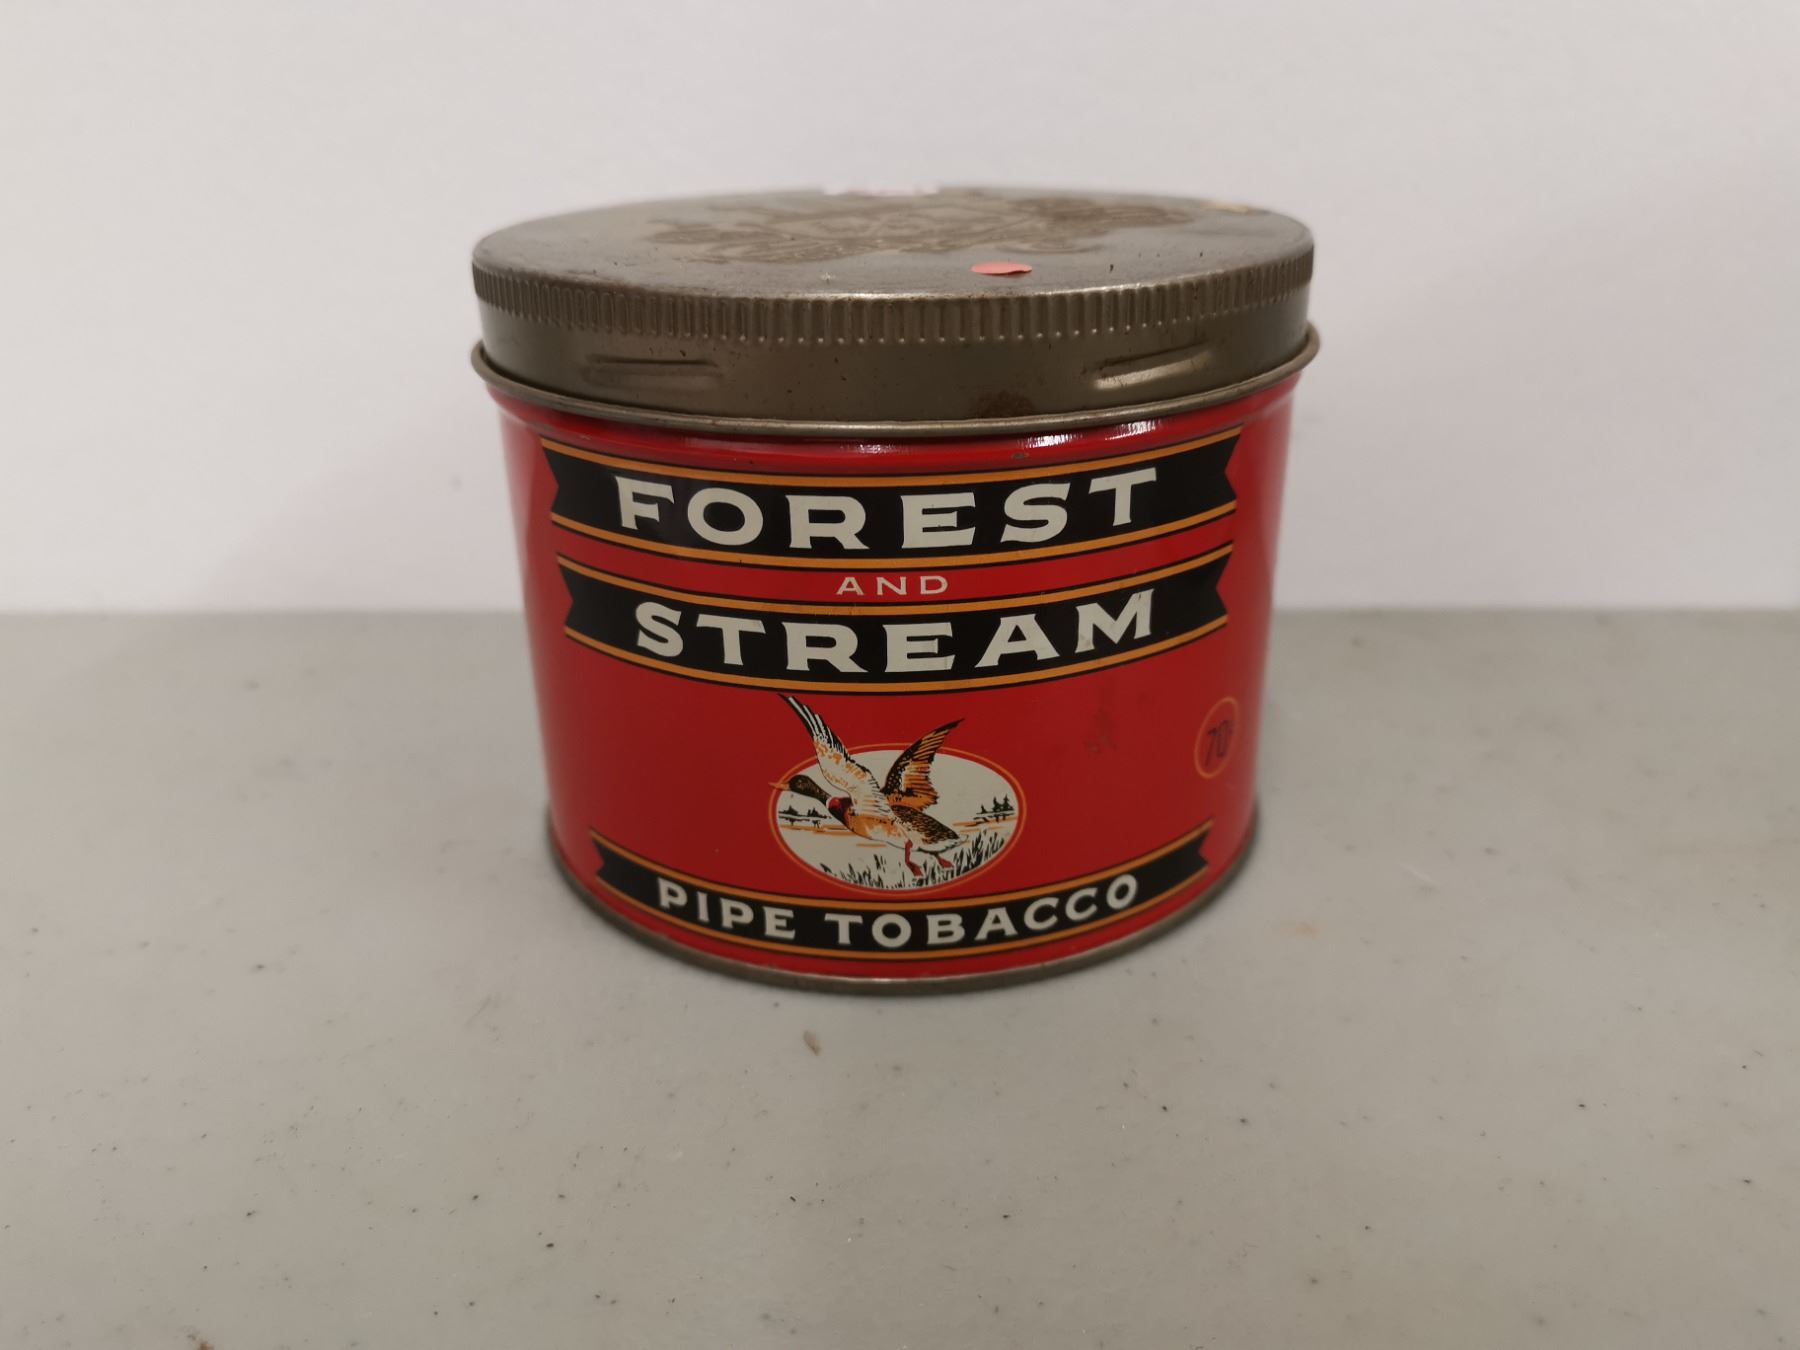 FOREST
AND
STREAM
70¢
PIPE TOBACCO